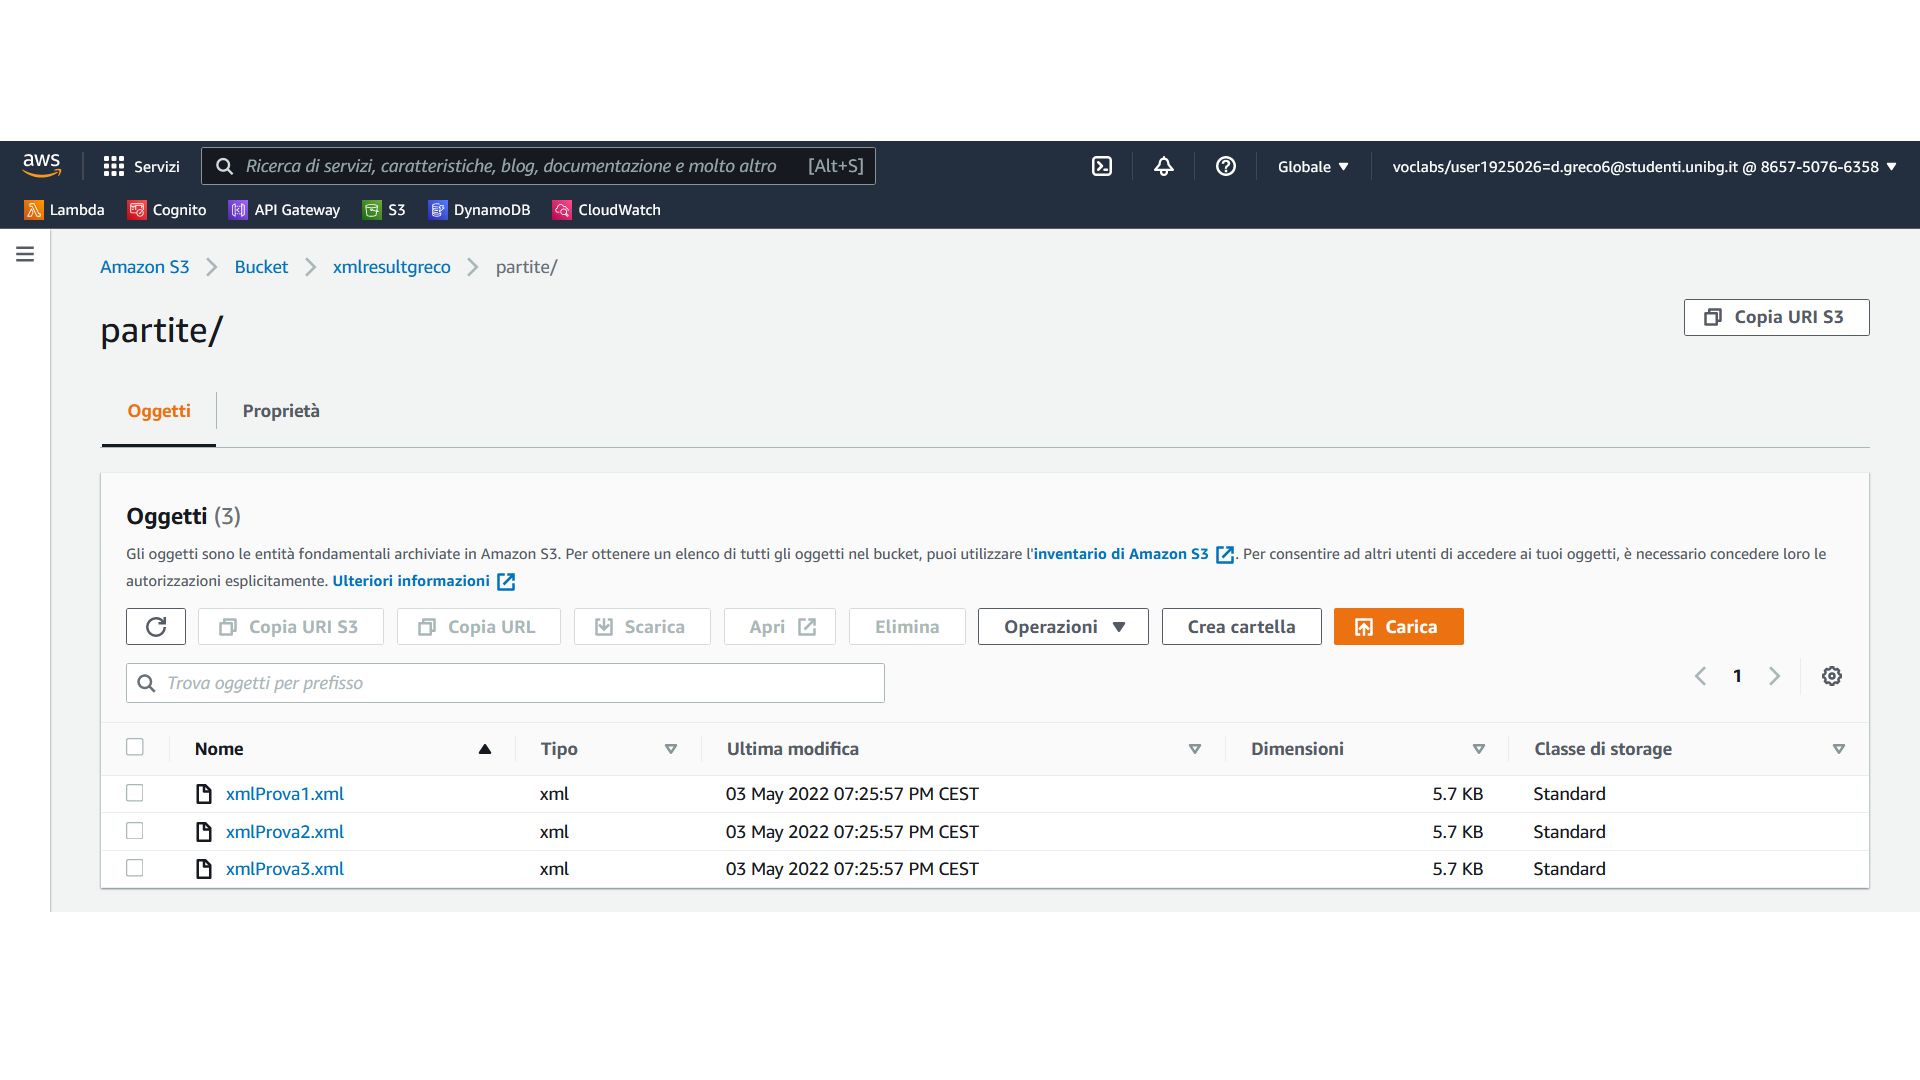 aws Servizi Ricerca di servizi, caratteristiche, blog, documentazione e molto altro [Alt+S] Globale voclabs/user1925026=d.greco6@studenti.unibg.it @ 8657-5076-6358
Lambda Cognito API Gateway S3 DynamoDB CloudWatch
Amazon S3 Bucket xmlresultgreco partite/
partite/
Copia URI S3
Oggetti Proprietà
Oggetti (3)
Gli oggetti sono le entità fondamentali archiviate in Amazon S3. Per ottenere un elenco di tutti gli oggetti nel bucket, puoi utilizzare l'inventario di Amazon S3 . Per consentire ad altri utenti di accedere ai tuoi oggetti, è necessario concedere loro le
autorizzazioni esplicitamente. Ulteriori informazioni
Copia URI S3 Copia URL Scarica Apri Elimina Operazioni Crea cartella Carica
Trova oggetti per prefisso 1
Nome Tipo Ultima modifica Dimensioni Classe di storage
xmlProva1.xml xml 03 May 2022 07:25:57 PM CEST 5.7 KB Standard
xmlProva2.xml xml 03 May 2022 07:25:57 PM CEST 5.7 KB Standard
xmlProva3.xml xml 03 May 2022 07:25:57 PM CEST 5.7 KB Standard